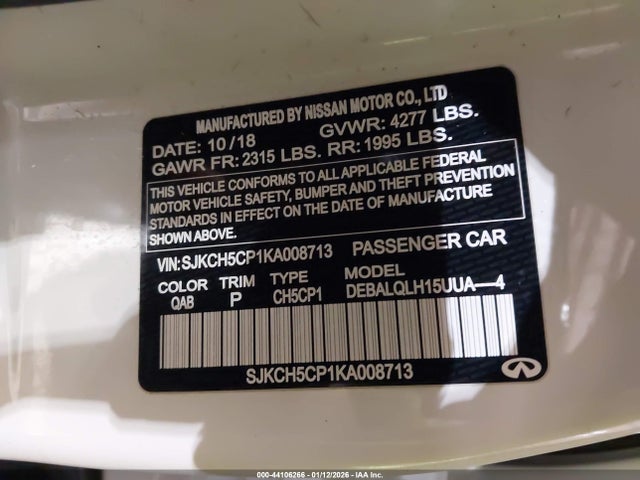 MANUFACTURED BY NISSAN MOTOR CO., LTD
DATE: 10/18 GVWR: 4277 LBS.
GAWR FR: 2315 LBS. RR: 1995 LBS.
THIS VEHICLE CONFORMS TO ALL APPLICABLE FEDERAL
MOTOR VEHICLE SAFETY, BUMPER AND THEFT PREVENTION
STANDARDS IN EFFECT ON THE DATE OF MANUFACTURE
SHOWN ABOVE.
VIN:SJKCH5CP1KA008713 PASSENGER CAR
COLOR TRIM TYPE MODEL
QAB P CH5CP1 DEBALQLH15UUA—4
SJKCH5CP1KA008713
000-44106266 - 01/12/2026 - IAAI.COM